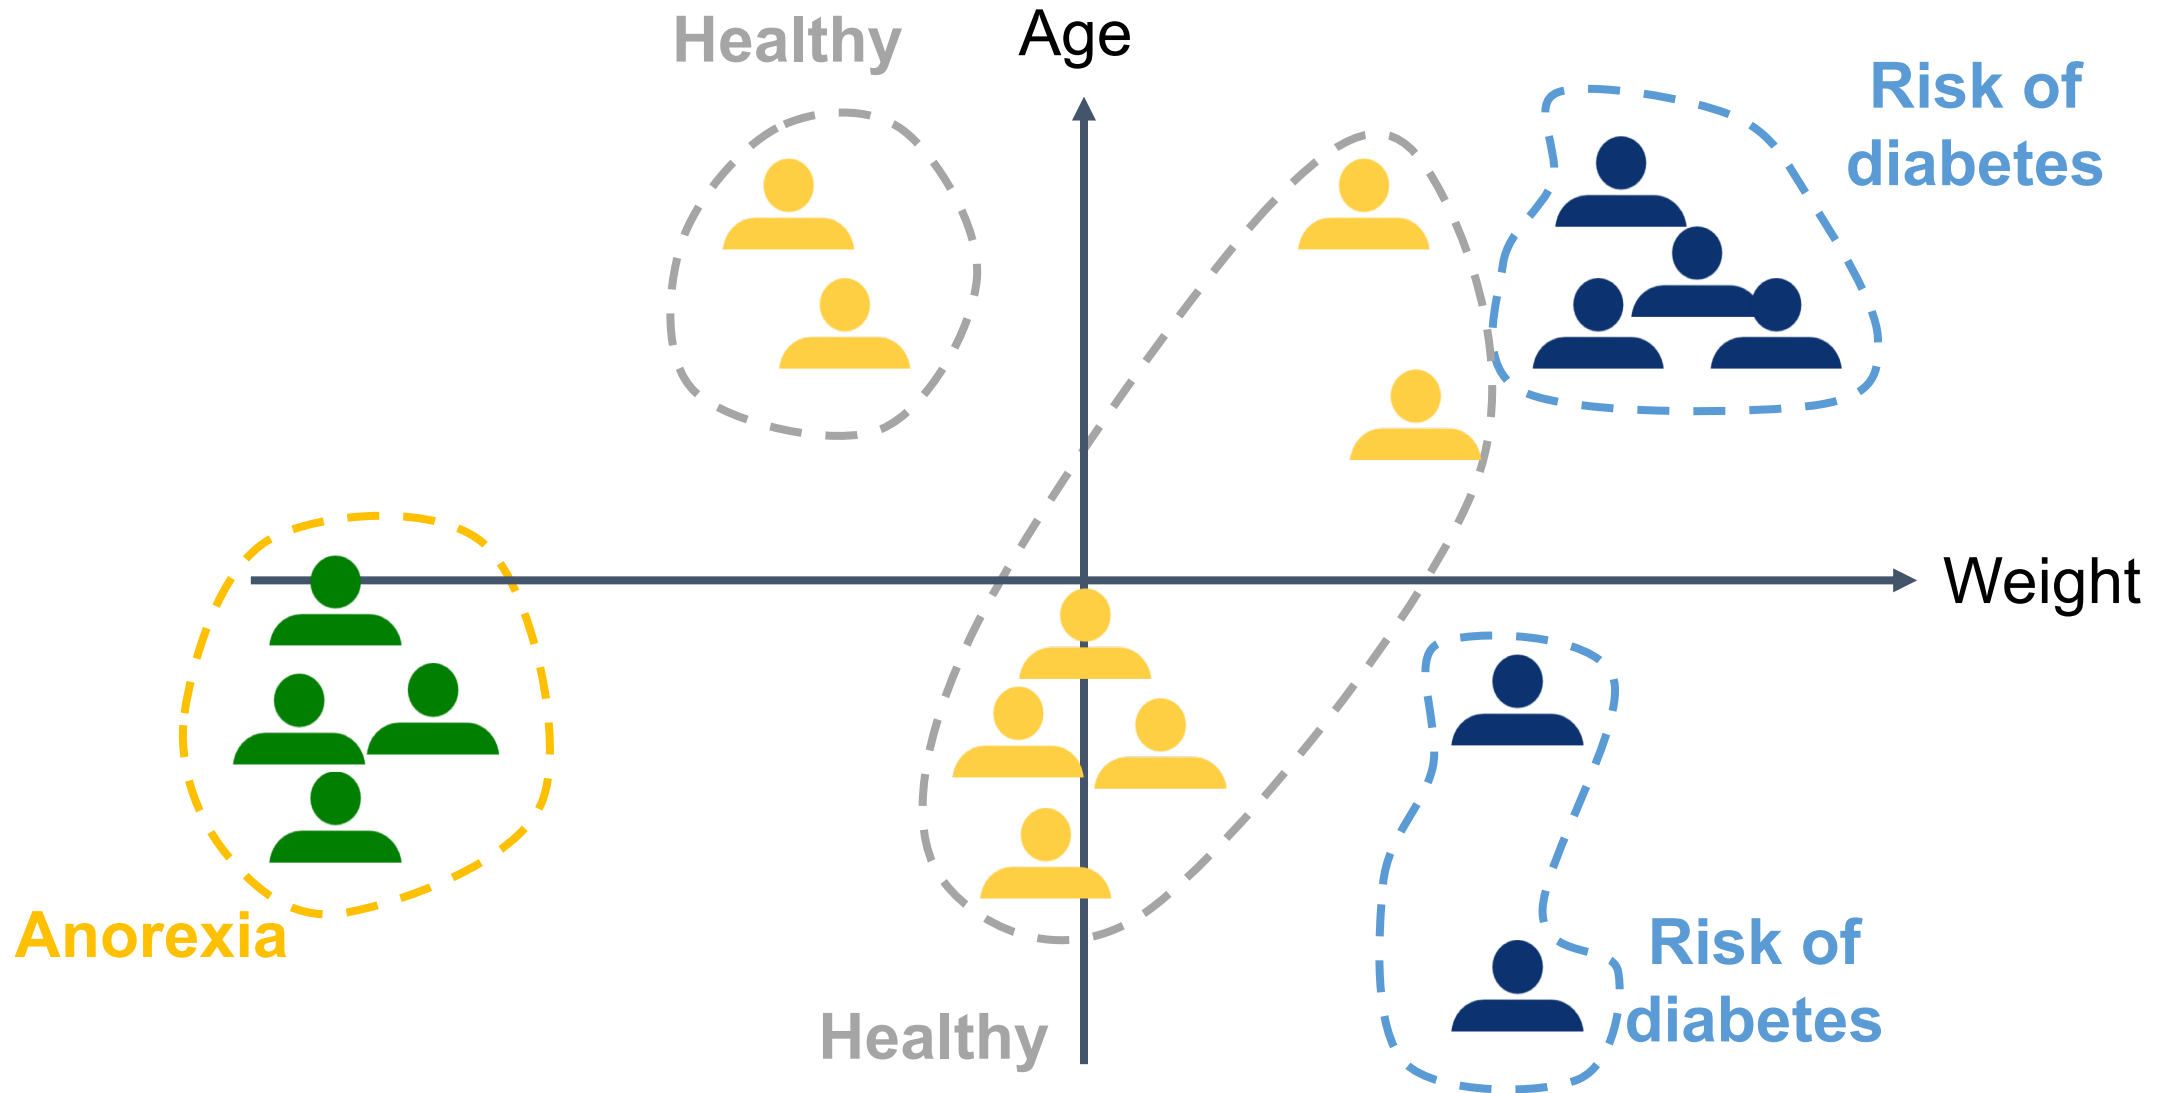 Healthy
Age
Risk of
diabetes
Weight
Anorexia
Risk of
diabetes
Healthy